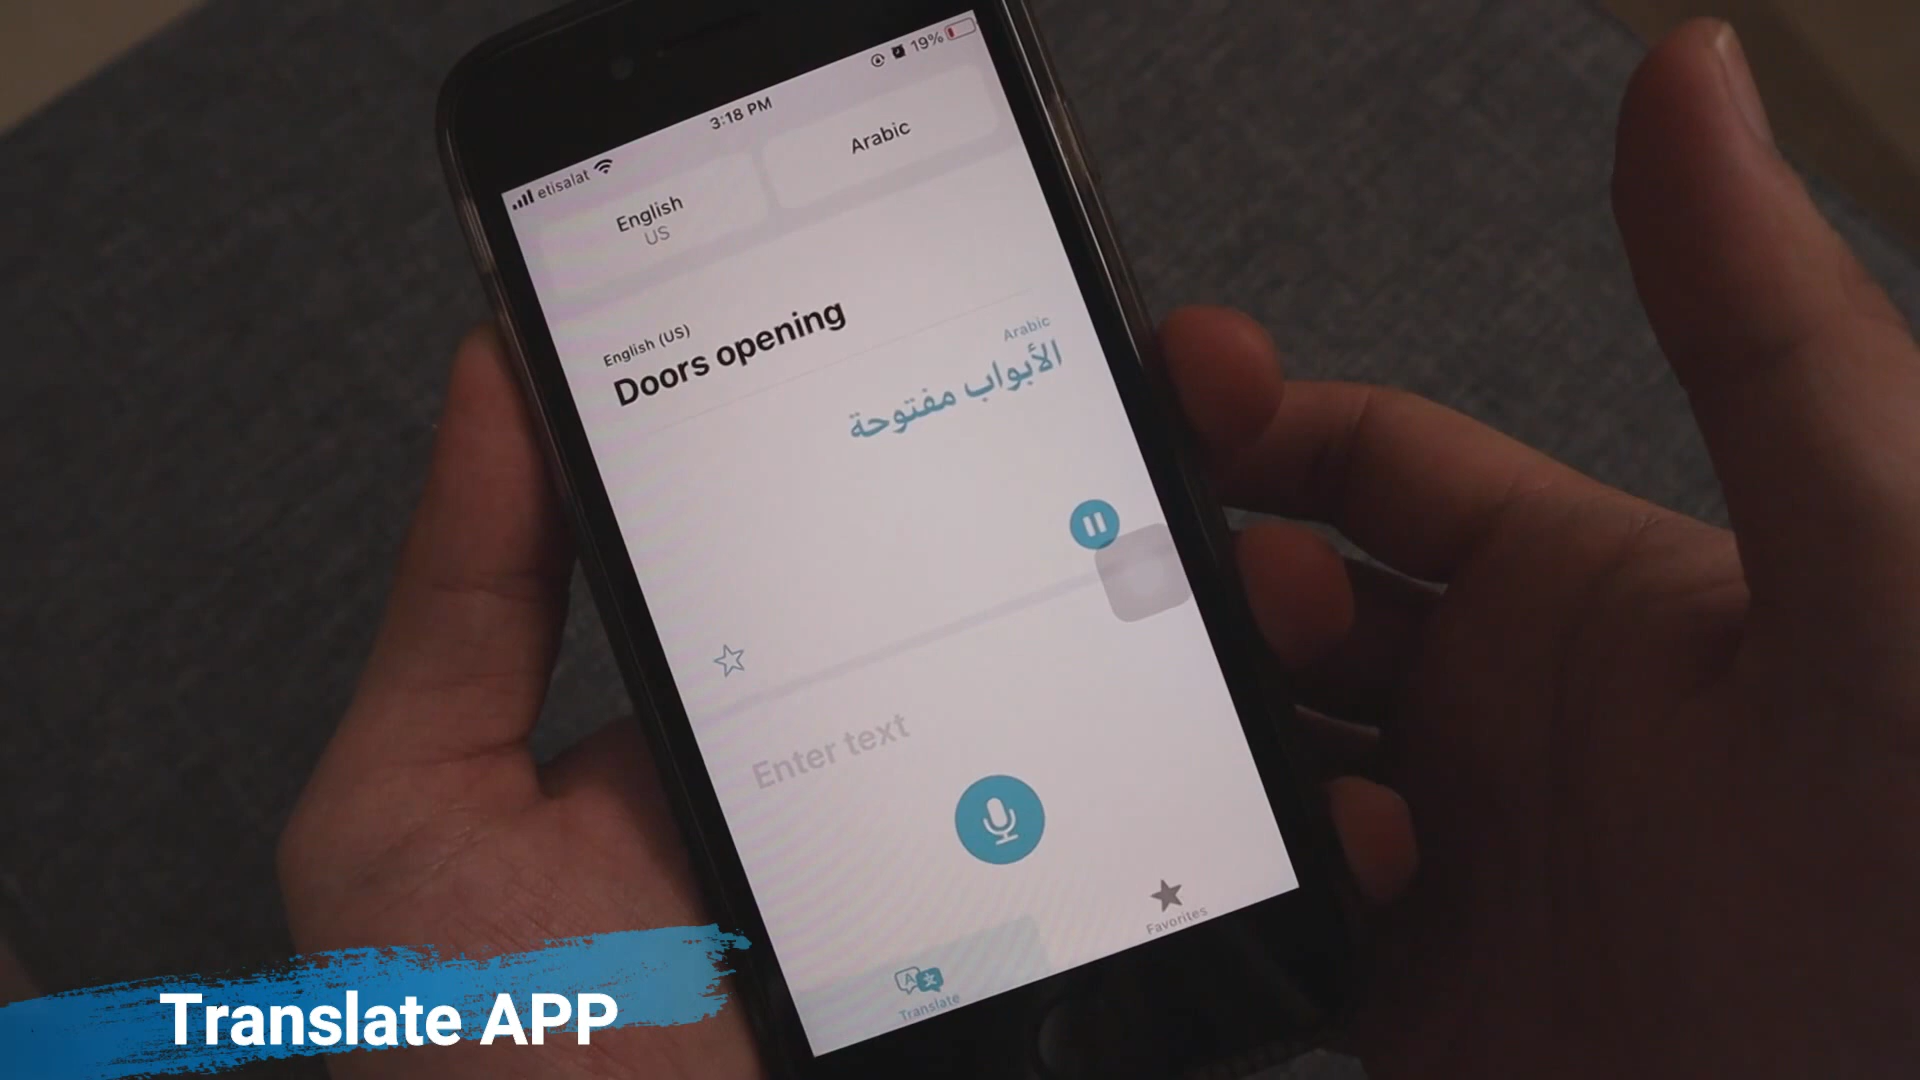 etisalat 3:18 PM 19%
English
US
Arabic
English (US)
Doors opening
Arabic
الأبواب مفتوحة
Enter text
Translate
Favorites
Translate APP